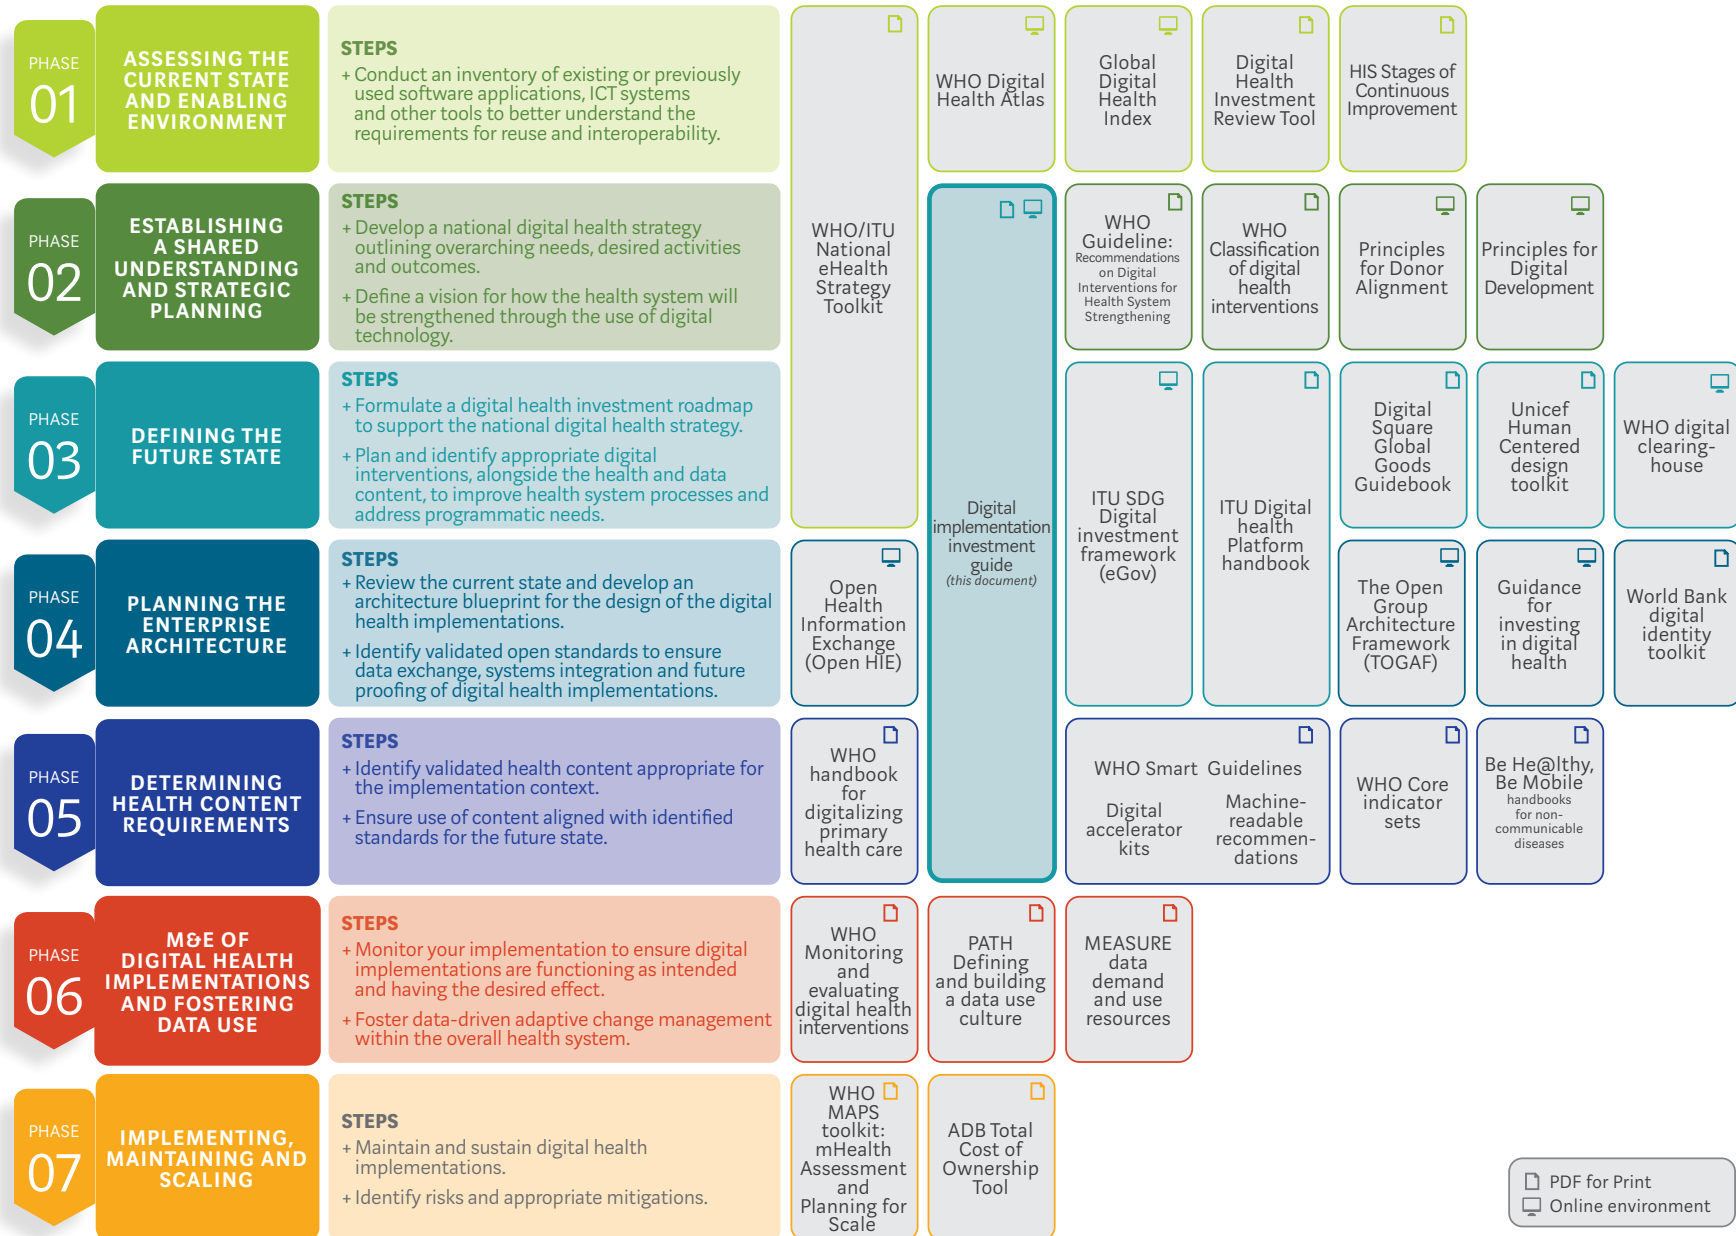 PHASE
01
ASSESSING THE
CURRENT STATE
AND ENABLING
ENVIRONMENT
STEPS
+ Conduct an inventory of existing or previously
used software applications, ICT systems
and other tools to better understand the
requirements for reuse and interoperability.
WHO/ITU
National
eHealth
Strategy
Toolkit
WHO Digital
Health Atlas
Global
Digital
Health
Index
Digital
Health
Investment
Review Tool
HIS Stages of
Continuous
Improvement
PHASE
02
ESTABLISHING
A SHARED
UNDERSTANDING
AND STRATEGIC
PLANNING
STEPS
+ Develop a national digital health strategy
outlining overarching needs, desired activities
and outcomes.
+ Define a vision for how the health system will
be strengthened through the use of digital
technology.
Digital
implementation
investment
guide
(this document)
WHO
Guideline:
Recommendations
on Digital
Interventions for
Health System
Strengthening
WHO
Classification
of digital
health
interventions
Principles
for Donor
Alignment
Principles for
Digital
Development
PHASE
03
DEFINING THE
FUTURE STATE
STEPS
+ Formulate a digital health investment roadmap
to support the national digital health strategy.
+ Plan and identify appropriate digital
interventions, alongside the health and data
content, to improve health system processes and
address programmatic needs.
ITU SDG
Digital
investment
framework
(eGov)
ITU Digital
health
Platform
handbook
Digital
Square
Global
Goods
Guidebook
Unicef
Human
Centered
design
toolkit
WHO digital
clearing-
house
PHASE
04
PLANNING THE
ENTERPRISE
ARCHITECTURE
STEPS
+ Review the current state and develop an
architecture blueprint for the design of the digital
health implementations.
+ Identify validated open standards to ensure
data exchange, systems integration and future
proofing of digital health implementations.
Open
Health
Information
Exchange
(Open HIE)
The Open
Group
Architecture
Framework
(TOGAF)
Guidance
for
investing
in digital
health
World Bank
digital
identity
toolkit
PHASE
05
DETERMINING
HEALTH CONTENT
REQUIREMENTS
STEPS
+ Identify validated health content appropriate for
the implementation context.
+ Ensure use of content aligned with identified
standards for the future state.
WHO
handbook
for
digitalizing
primary
health care
WHO Smart Guidelines
Digital
accelerator
kits
Machine-
readable
recommen-
dations
WHO Core
indicator
sets
Be He@lthy,
Be Mobile
handbooks
for non-
communicable
diseases
PHASE
06
M&E OF
DIGITAL HEALTH
IMPLEMENTATIONS
AND FOSTERING
DATA USE
STEPS
+ Monitor your implementation to ensure digital
implementations are functioning as intended
and having the desired effect.
+ Foster data-driven adaptive change management
within the overall health system.
WHO
Monitoring
and
evaluating
digital health
interventions
PATH
Defining
and building
a data use
culture
MEASURE
data
demand
and use
resources
PHASE
07
IMPLEMENTING,
MAINTAINING AND
SCALING
STEPS
+ Maintain and sustain digital health
implementations.
+ Identify risks and appropriate mitigations.
WHO
MAPS
toolkit:
mHealth
Assessment
and
Planning for
Scale
ADB Total
Cost of
Ownership
Tool
PDF for Print
Online environment